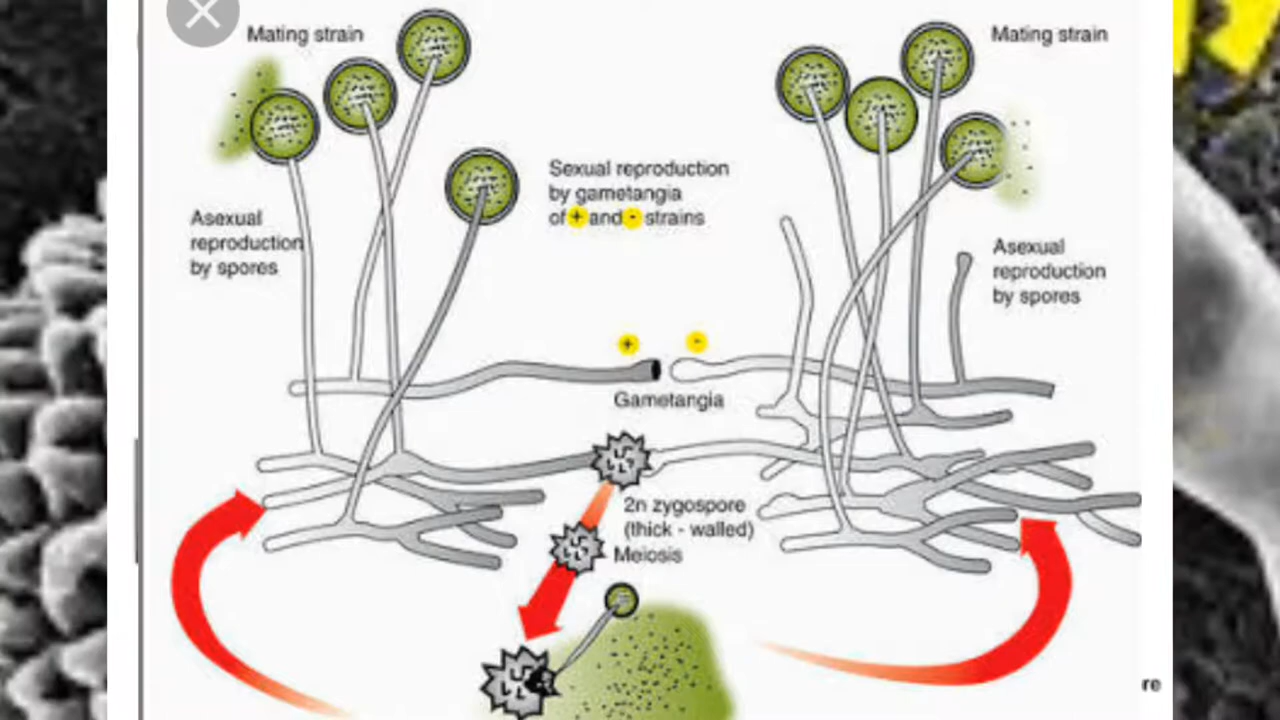 Mating strain
Mating strain
Sexual reproduction
by gametangia
of + and - strains
Asexual
reproduction
by spores
Asexual
reproduction
by spores
+
-
Gametangia
2n zygospore
(thick - walled)
Meiosis
re